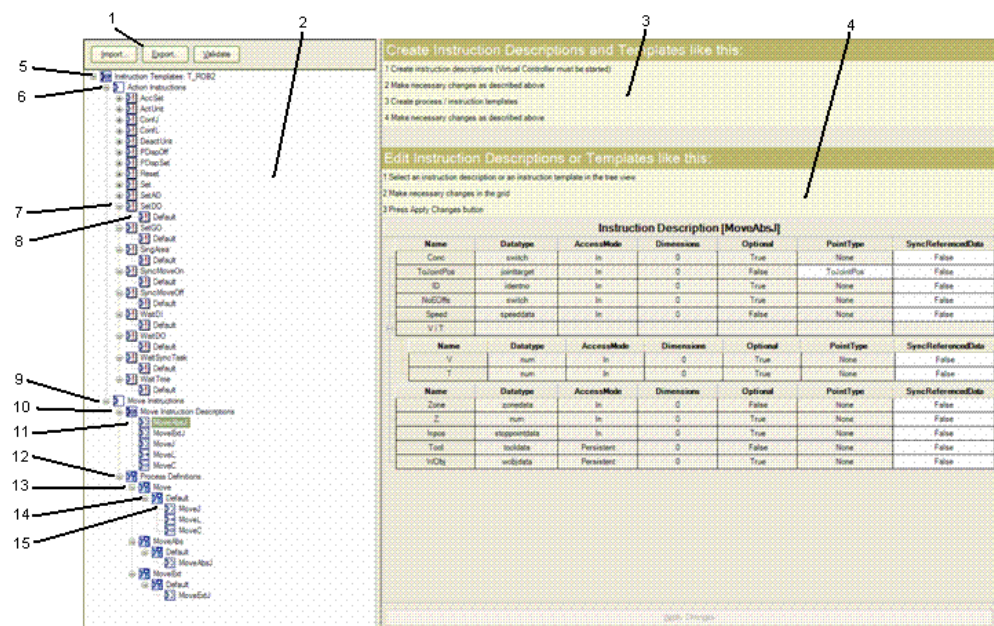 1
2
3
4
Import...
Export...
Validate
Create Instruction Descriptions and Templates like this:
1 Create instruction descriptions (Virtual Controller must be started)
2 Make necessary changes as described above
3 Create process / instruction templates
4 Make necessary changes as described above
Edit Instruction Descriptions or Templates like this:
1 Select an instruction description or an instruction template in the tree view
2 Make necessary changes in the grid
3 Press Apply Changes button
5
Instruction Templates: T_ROB2
6
Action Instructions
AccSet
ActUnit
ConfJ
ConfL
DeactUnit
PDispOff
PDispSet
Reset
Set
SetAO
7
SetDO
8
Default
SetGO
Default
SingArea
Default
SyncMoveOn
Default
SyncMoveOff
Default
WaitDI
Default
WaitDO
Default
WaitSyncTask
Default
WaitTime
Default
9
Move Instructions
10
Move Instruction Descriptions
11
MoveAbsJ
MoveExtJ
MoveJ
MoveL
MoveC
12
Process Definitions
13
Move
14
Default
15
MoveJ
MoveL
MoveC
MoveAbs
Default
MoveAbsJ
MoveExt
Default
MoveExtJ
Instruction Description [MoveAbsJ]
Name Datatype AccessMode Dimensions Optional PointType SyncReferencedData
Conc switch In 0 True None False
ToJointPos jointtarget In 0 False ToJointPos False
ID identno In 0 True None False
NoEOffs switch In 0 True None False
Speed speeddata In 0 False None False
V / T
Name Datatype AccessMode Dimensions Optional PointType SyncReferencedData
V num In 0 True None False
T num In 0 True None False
Name Datatype AccessMode Dimensions Optional PointType SyncReferencedData
Zone zonedata In 0 False None False
Z num In 0 True None False
Inpos stoppointdata In 0 True None False
Tool tooldata Persistent 0 False None False
WObj wobjdata Persistent 0 True None False
Apply Changes